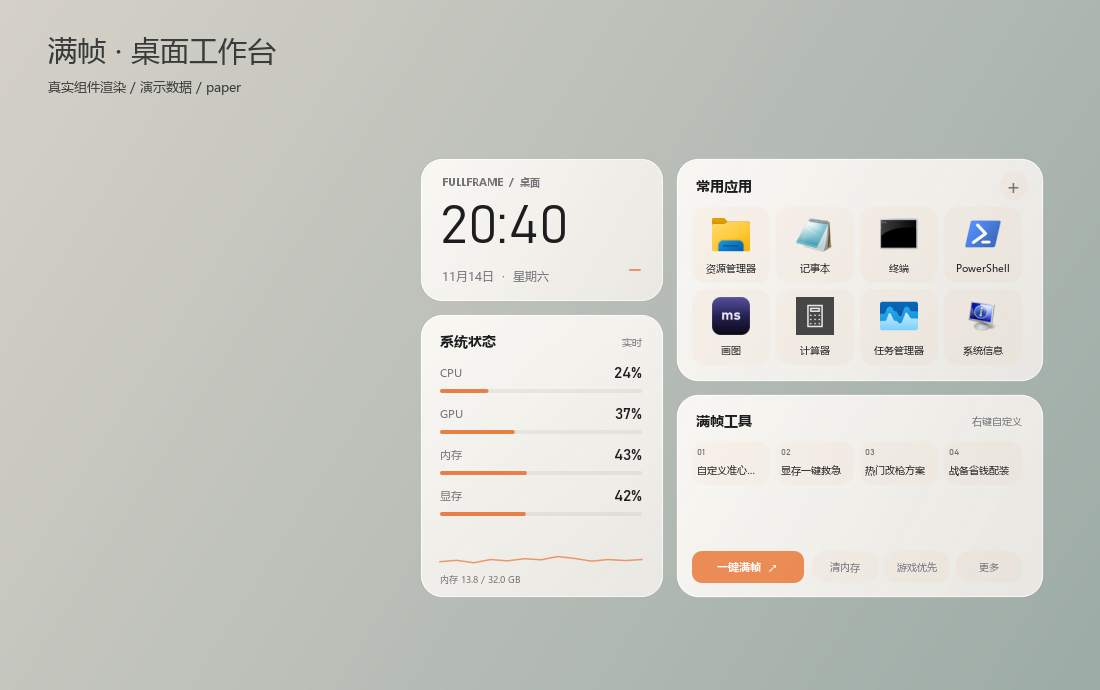 满帧 · 桌面工作台
真实组件渲染 / 演示数据 / paper
FULLFRAME / 桌面
20:40
11月14日 · 星期六
系统状态
实时
CPU
24%
GPU
37%
内存
43%
显存
42%
内存 13.8 / 32.0 GB
常用应用
+
资源管理器
记事本
终端
PowerShell
ms
画图
计算器
任务管理器
系统信息
满帧工具
右键自定义
01
自定义准心...
02
显存一键救急
03
热门改枪方案
04
战备省钱配装
一键满帧 ↗
清内存
游戏优先
更多